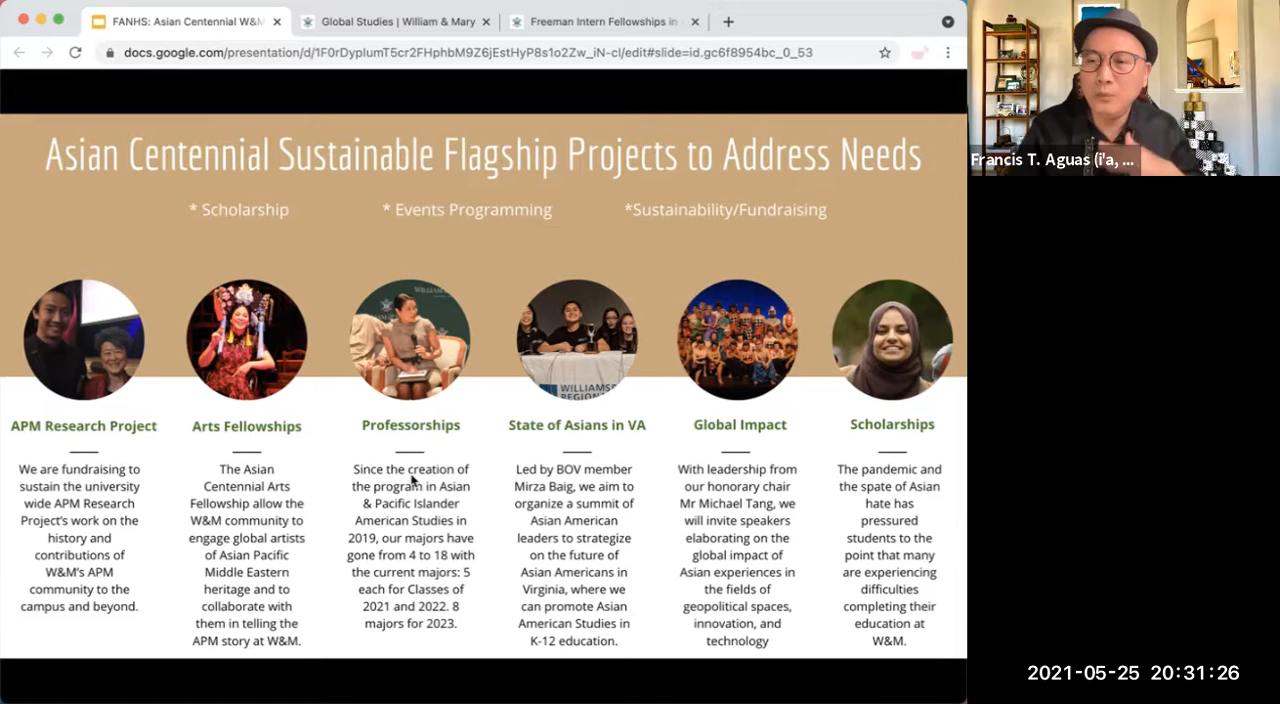 FANHS: Asian Centennial W&M
Global Studies | William & Mary
Freeman Intern Fellowships in
docs.google.com/presentation/d/1F0rDyplumT5cr2FHphbM9Z6jEstHyP8s1o2Zw_iN-cI/edit#slide=id.gc6f8954bc_0_53
Asian Centennial Sustainable Flagship Projects to Address Needs
* Scholarship
* Events Programming
*Sustainability/Fundraising
APM Research Project
We are fundraising to
sustain the university
wide APM Research
Project's work on the
history and
contributions of
W&M's APM
community to the
campus and beyond.
Arts Fellowships
The Asian
Centennial Arts
Fellowship allow the
W&M community to
engage global artists
of Asian Pacific
Middle Eastern
heritage and to
collaborate with
them in telling the
APM story at W&M.
Professorships
Since the creation of
the program in Asian
& Pacific Islander
American Studies in
2019, our majors have
gone from 4 to 18 with
the current majors: 5
each for Classes of
2021 and 2022. 8
majors for 2023.
WILLIAMS
REGION
State of Asians in VA
Led by BOV member
Mirza Baig, we aim to
organize a summit of
Asian American
leaders to strategize
on the future of
Asian Americans in
Virginia, where we
can promote Asian
American Studies in
K-12 education.
Global Impact
With leadership from
our honorary chair
Mr Michael Tang, we
will invite speakers
elaborating on the
global impact of
Asian experiences in
the fields of
geopolitical spaces,
innovation, and
technology
Scholarships
The pandemic and
the spate of Asian
hate has
pressured
students to the
point that many
are experiencing
difficulties
completing their
education at
W&M.
Francis T. Aguas (i'a, ...
2021-05-25 20:31:26